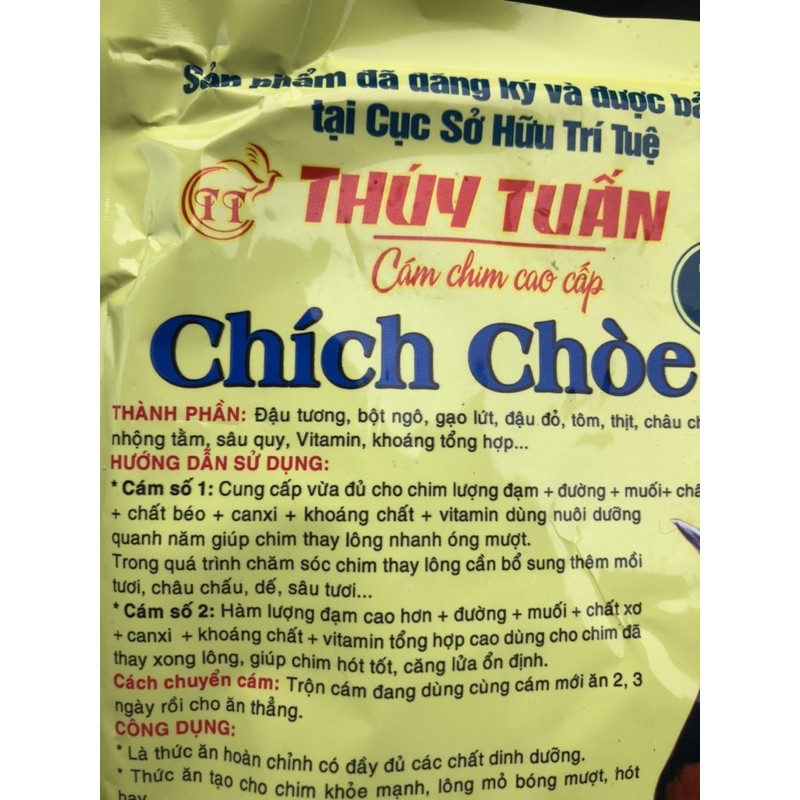 Sản phẩm đã đăng ký và được bả
tại Cục Sở Hữu Trí Tuệ
THÚY TUẤN
Cám chim cao cấp
Chích Chòe
THÀNH PHẦN: Đậu tương, bột ngô, gạo lứt, đậu đỏ, tôm, thịt, châu ch
nhộng tằm, sâu quy, Vitamin, khoáng tổng hợp...
HƯỚNG DẪN SỬ DỤNG:
* Cám số 1: Cung cấp vừa đủ cho chim lượng đạm + đường + muối+ chấ
+ chất béo + canxi + khoáng chất + vitamin dùng nuôi dưỡng
quanh năm giúp chim thay lông nhanh óng mượt.
Trong quá trình chăm sóc chim thay lông cần bổ sung thêm mồi
tươi, châu chấu, dế, sâu tươi...
* Cám số 2: Hàm lượng đạm cao hơn + đường + muối + chất xơ
+ canxi + khoáng chất + vitamin tổng hợp cao dùng cho chim đã
thay xong lông, giúp chim hót tốt, căng lửa ổn định.
Cách chuyển cám: Trộn cám đang dùng cùng cám mới ăn 2, 3
ngày rồi cho ăn thẳng.
CÔNG DỤNG:
* Là thức ăn hoàn chỉnh có đầy đủ các chất dinh dưỡng.
* Thức ăn tạo cho chim khỏe mạnh, lông mỏ bóng mượt, hót
hay